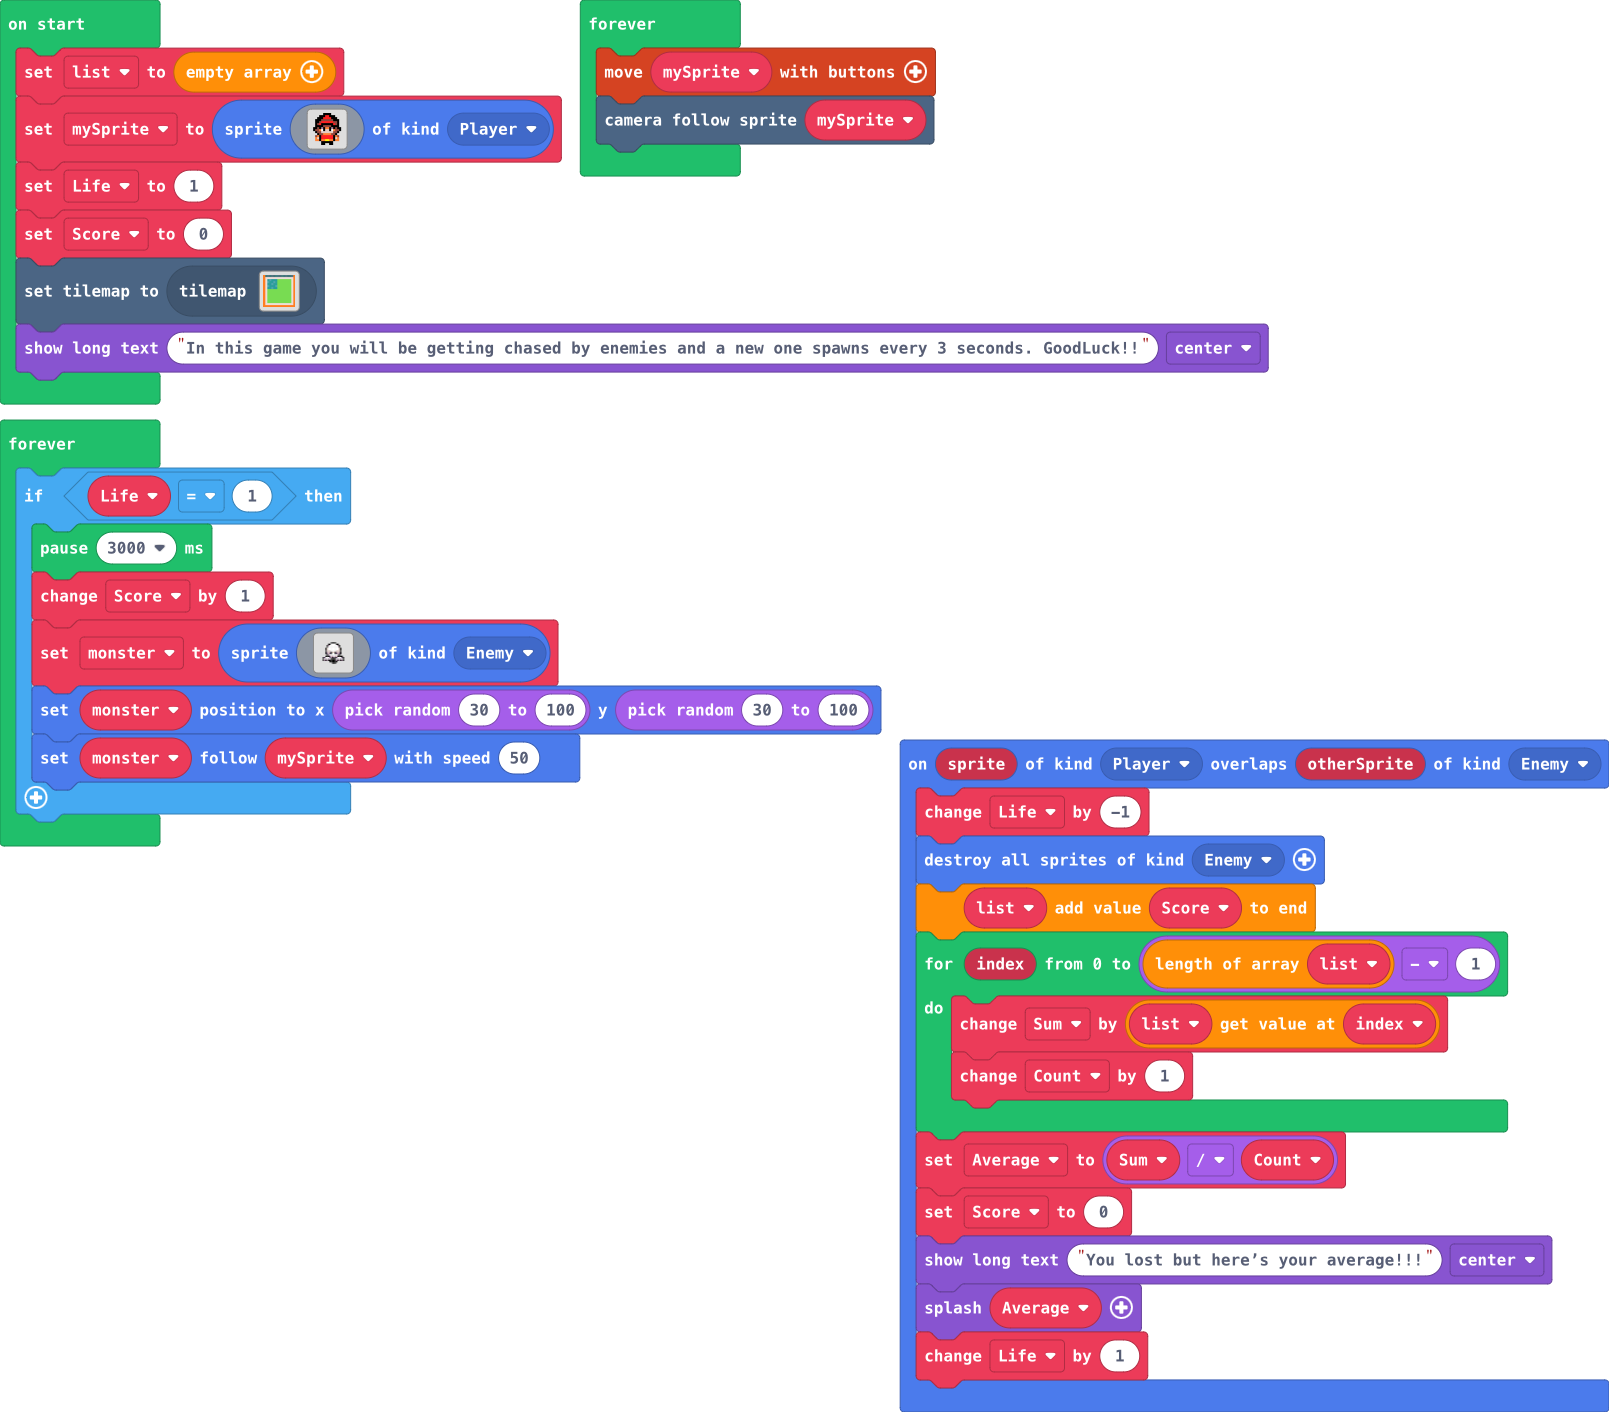 on start
set list to empty array
set mySprite to sprite of kind Player
set Life to 1
set Score to 0
set tilemap to tilemap
show long text "In this game you will be getting chased by enemies and a new one spawns every 3 seconds. GoodLuck!!" center
forever
move mySprite with buttons
camera follow sprite mySprite
forever
if Life = 1 then
pause 3000 ms
change Score by 1
set monster to sprite of kind Enemy
set monster position to x pick random 30 to 100 y pick random 30 to 100
set monster follow mySprite with speed 50
on sprite of kind Player overlaps otherSprite of kind Enemy
change Life by -1
destroy all sprites of kind Enemy
list add value Score to end
for index from 0 to length of array list - 1
do
change Sum by list get value at index
change Count by 1
set Average to Sum / Count
set Score to 0
show long text "You lost but here’s your average!!!" center
splash Average
change Life by 1